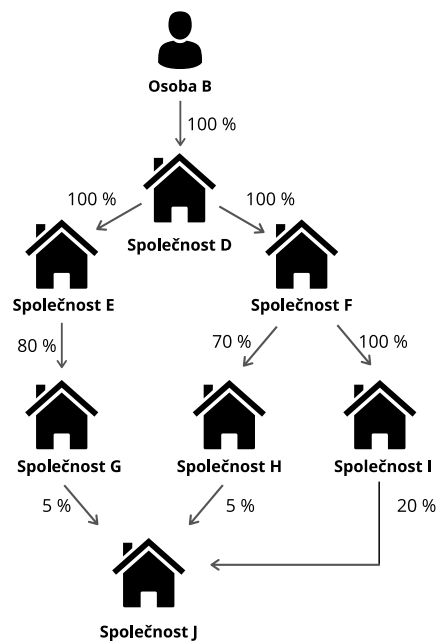 Osoba B
100 %
100 %
100 %
Společnost D
Společnost E
Společnost F
80 %
70 %
100 %
Společnost G
Společnost H
Společnost I
5 %
5 %
20 %
Společnost J